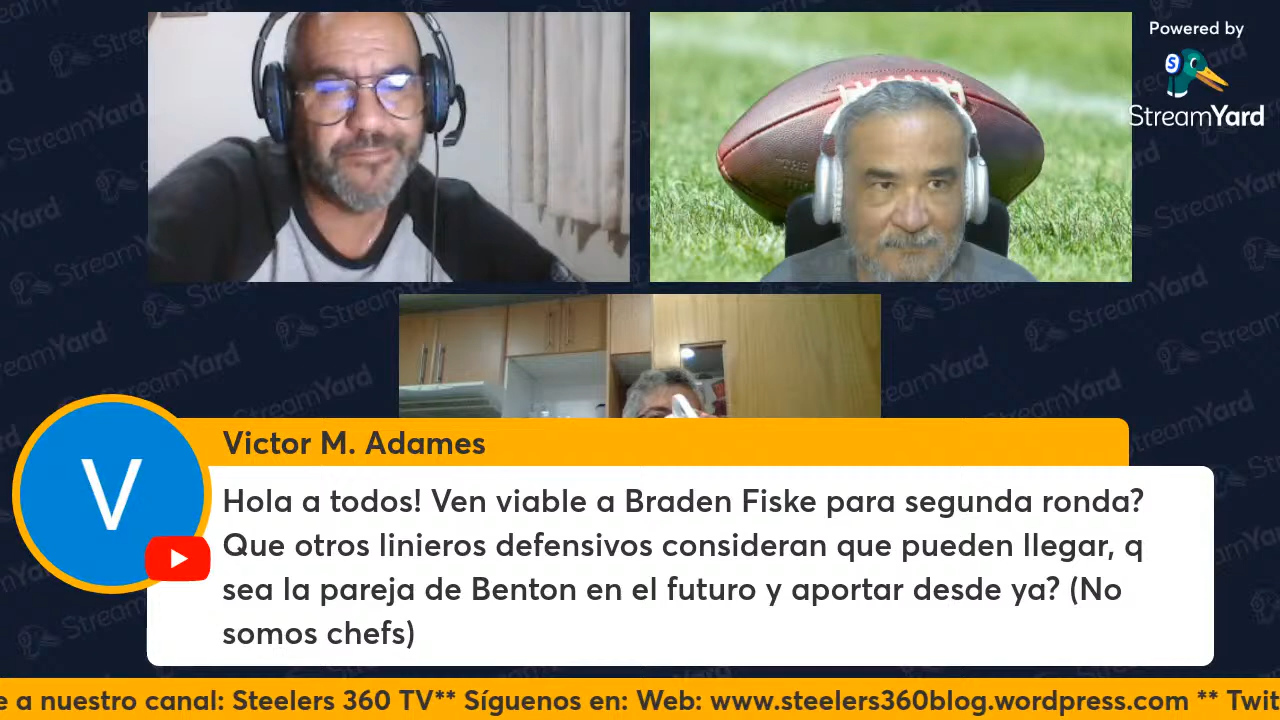 Powered by
S
StreamYard
Victor M. Adames
V
Hola a todos! Ven viable a Braden Fiske para segunda ronda?
Que otros linieros defensivos consideran que pueden llegar, q
sea la pareja de Benton en el futuro y aportar desde ya? (No
somos chefs)
e a nuestro canal: Steelers 360 TV** Síguenos en: Web: www.steelers360blog.wordpress.com ** Twit